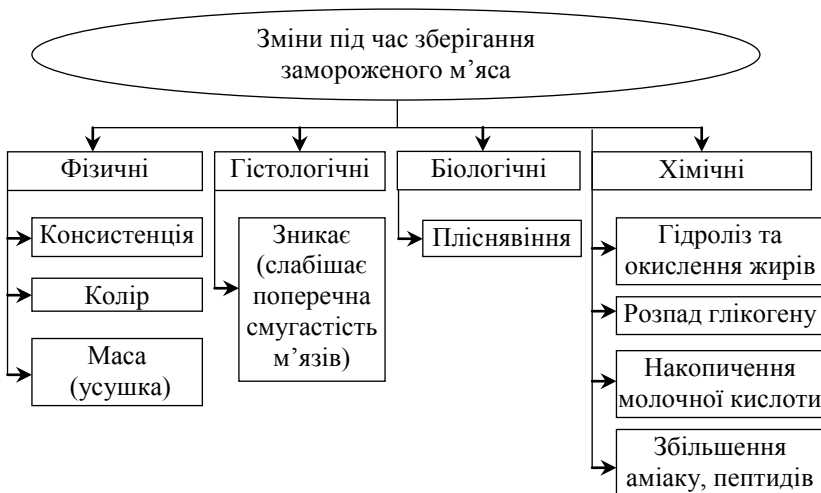 Зміни під час зберігання
замороженого м’яса
Фізичні
Гістологічні
Біологічні
Хімічні
Консистенція
Колір
Маса
(усушка)
Зникає
(слабішає
поперечна
смугастість
м’язів)
Пліснявіння
Гідроліз та
окислення жирів
Розпад глікогену
Накопичення
молочної кислоти
Збільшення
аміаку, пептидів